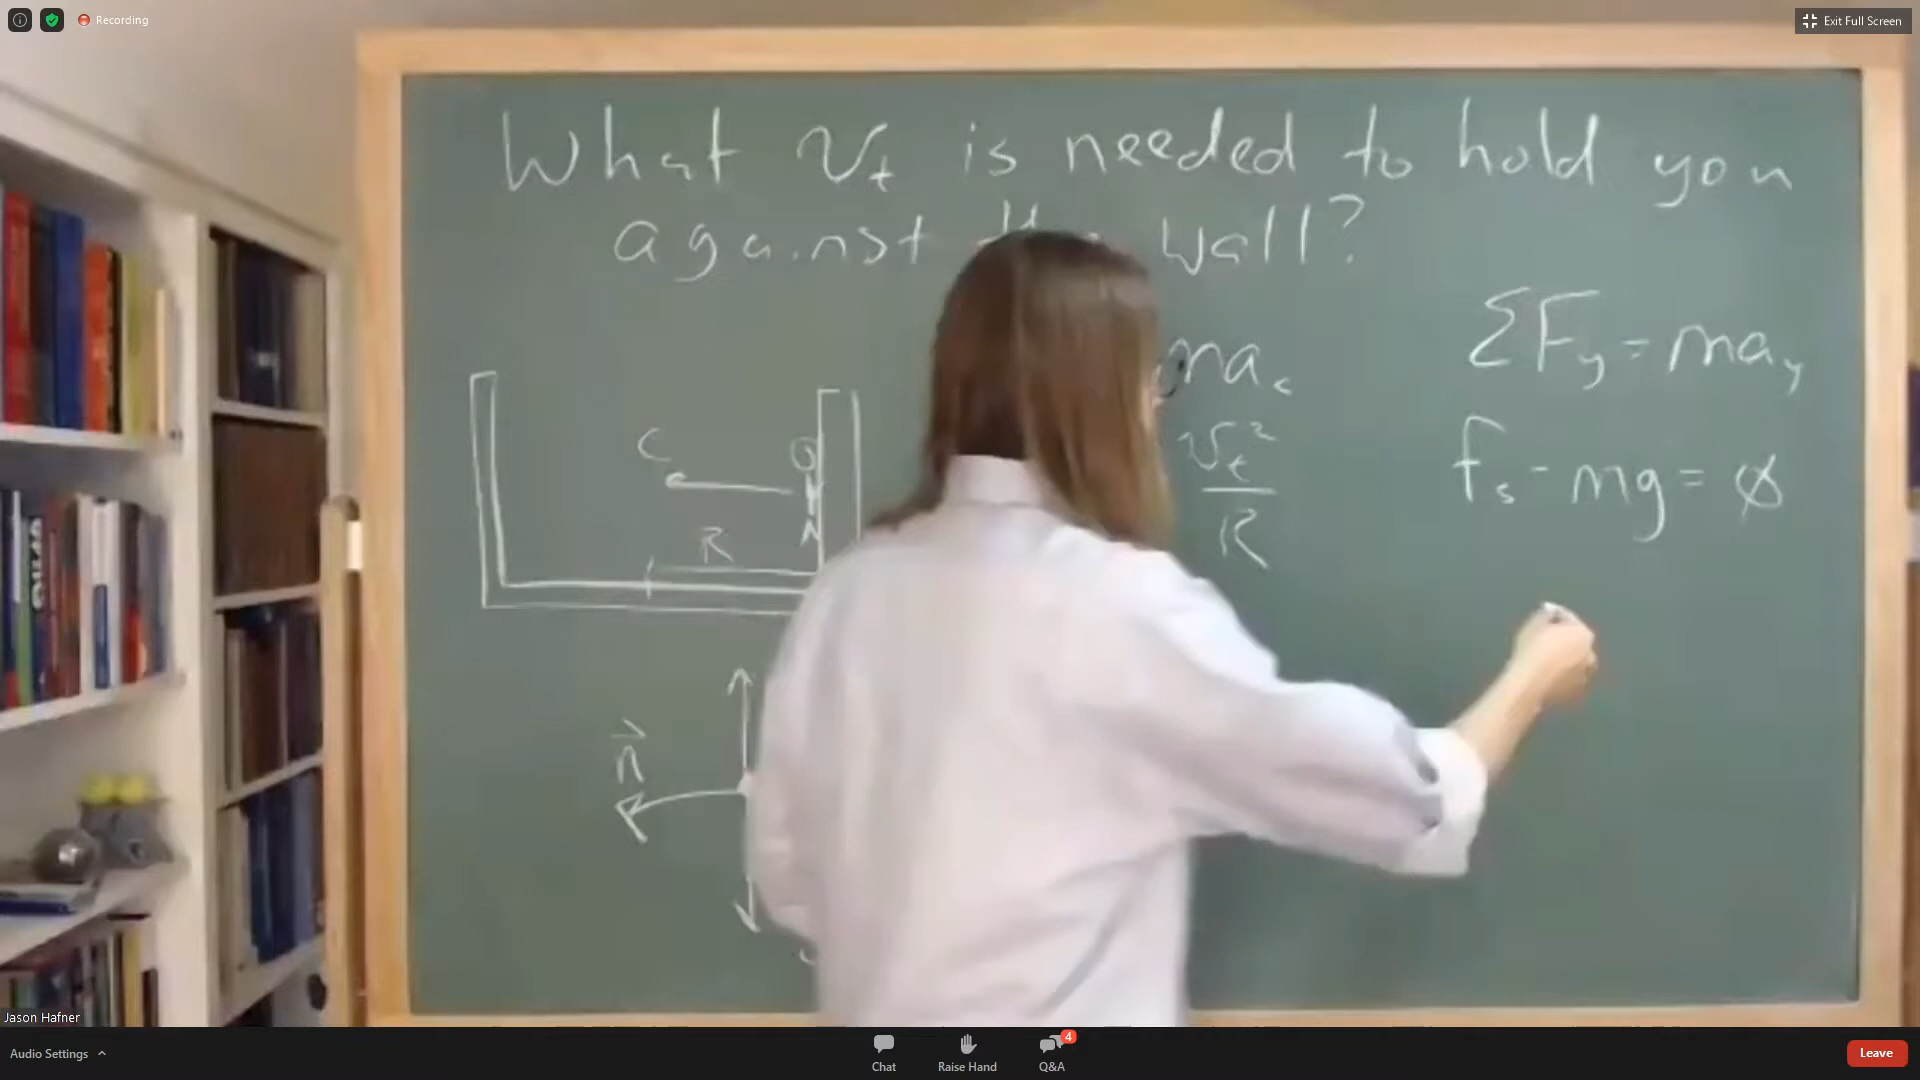 Recording
Exit Full Screen
What v_t is needed to hold you
against the wall?
ΣF_y = ma_y
ma_c
C
v_t²
R
f_s - mg = ∅
R
n
Jason Hafner
Audio Settings
Chat
Raise Hand
4
Q&A
Leave